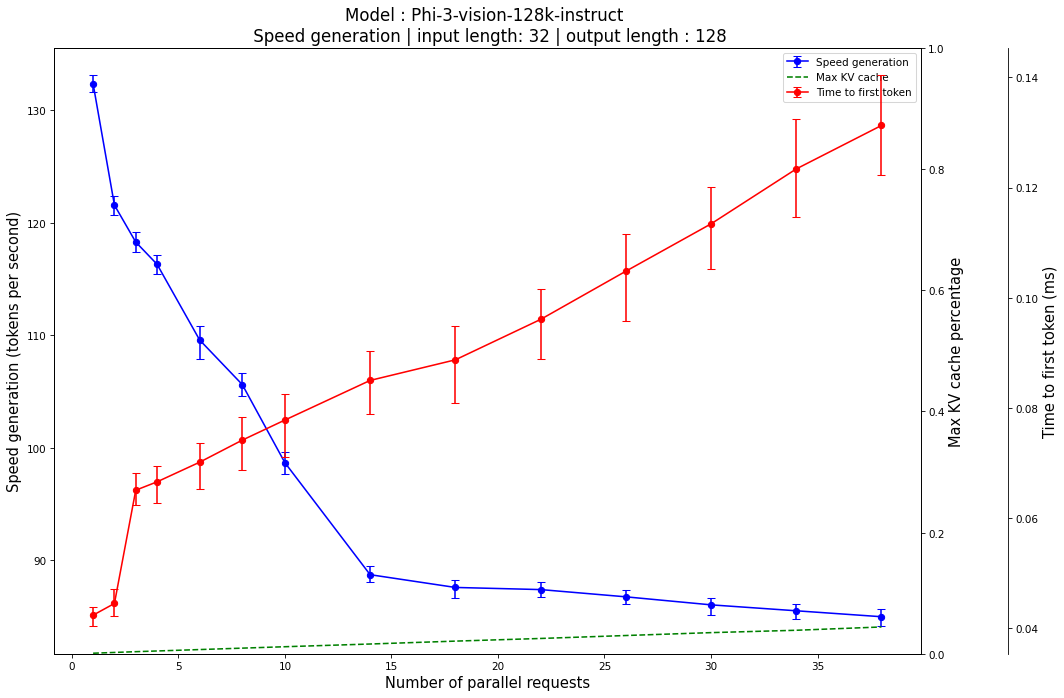 Model : Phi-3-vision-128k-instruct
Speed generation | input length: 32 | output length : 128
Speed generation
Max KV cache
Time to first token
Speed generation (tokens per second)
130
120
110
100
90
0
5
10
15
20
25
30
35
Number of parallel requests
1.0
0.8
0.6
0.4
0.2
0.0
Max KV cache percentage
0.14
0.12
0.10
0.08
0.06
0.04
Time to first token (ms)